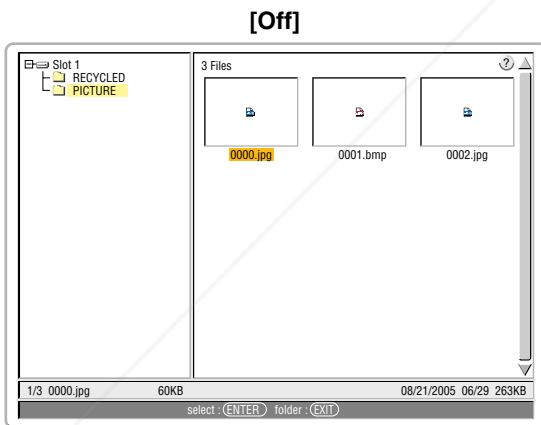 [Off]
Slot 1
RECYCLED
PICTURE
3 Files
?
0000.jpg 0001.bmp 0002.jpg
1/3 0000.jpg 60KB 08/21/2005 06/29 263KB
select : ENTER folder : EXIT